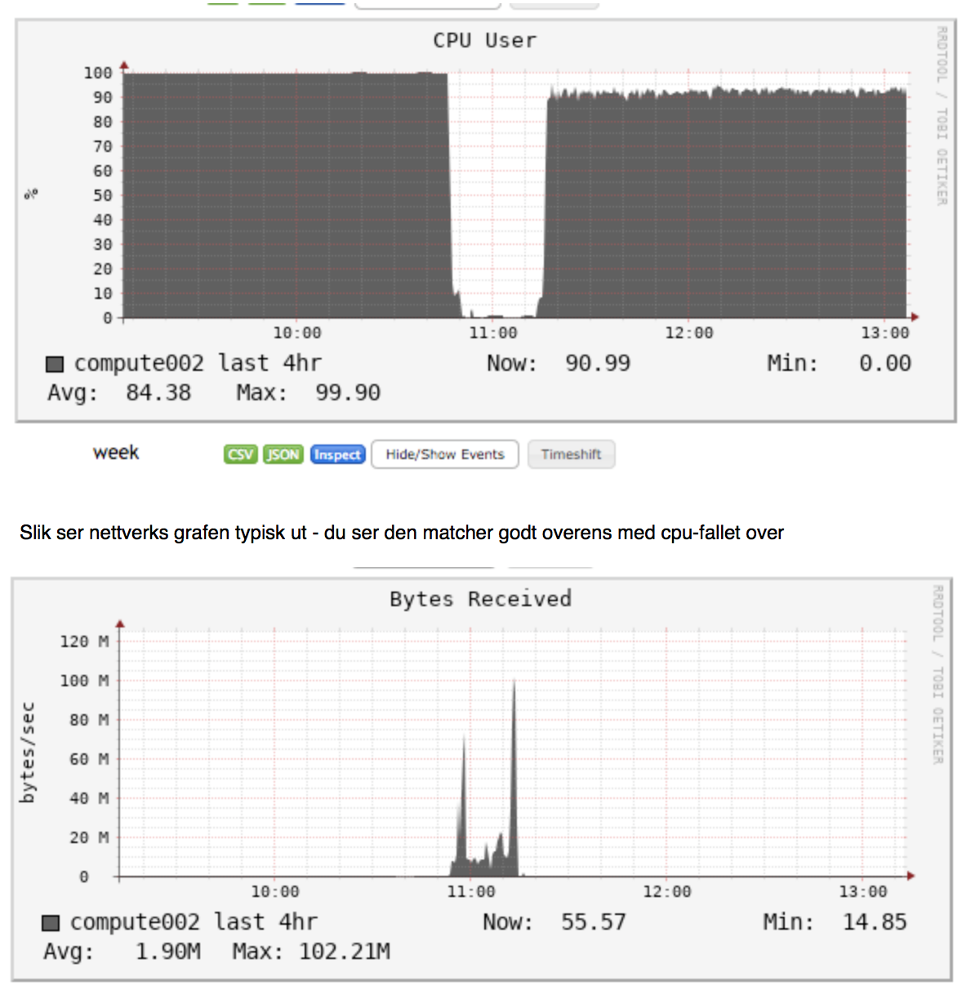 CPU User
RRDTOOL / TOBI OETIKER
100
90
80
70
60
50
40
30
20
10
0
%
10:00 11:00 12:00 13:00
compute002 last 4hr Now: 90.99 Min: 0.00
Avg: 84.38 Max: 99.90
week CSV JSON Inspect Hide/Show Events Timeshift
Slik ser nettverks grafen typisk ut - du ser den matcher godt overens med cpu-fallet over
Bytes Received
RRDTOOL / TOBI OETIKER
120 M
100 M
80 M
60 M
40 M
20 M
0
bytes/sec
10:00 11:00 12:00 13:00
compute002 last 4hr Now: 55.57 Min: 14.85
Avg: 1.90M Max: 102.21M